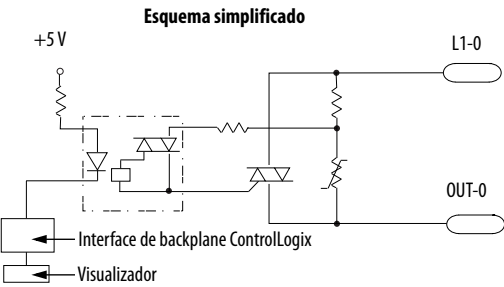 Esquema simplificado
+5 V
L1-0
OUT-0
Interface de backplane ControlLogix
Visualizador